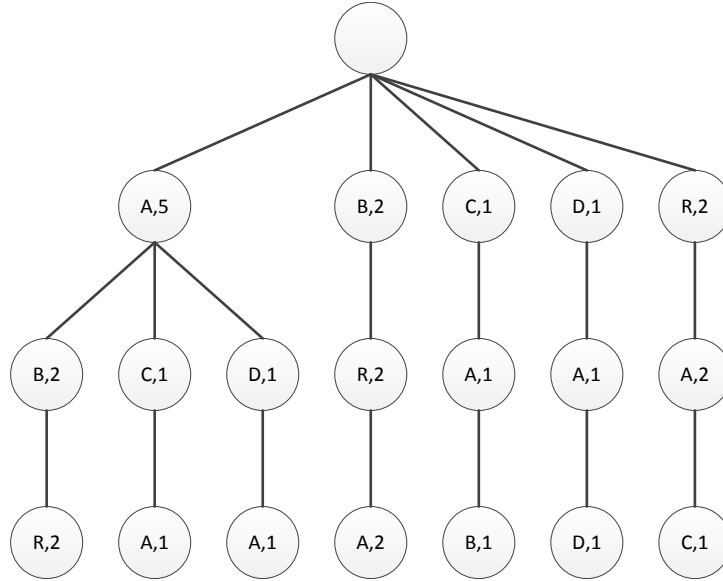 A,5 B,2 C,1 D,1 R,2
B,2 C,1 D,1 R,2 A,1 A,1 A,2
R,2 A,1 A,1 A,2 B,1 D,1 C,1